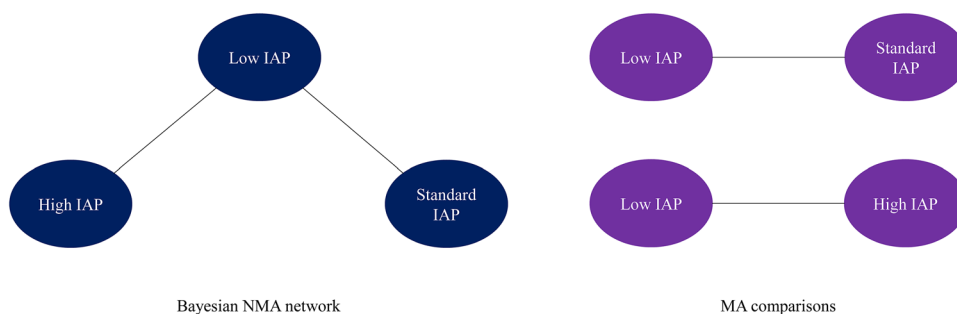 Low IAP
High IAP
Standard
IAP
Bayesian NMA network
Low IAP
Standard
IAP
Low IAP
High IAP
MA comparisons